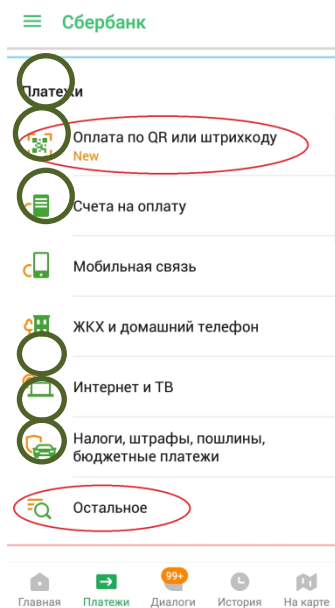 Сбербанк
Платежи
Оплата по QR или штрихкоду
New
Счета на оплату
Мобильная связь
ЖКХ и домашний телефон
Интернет и ТВ
Налоги, штрафы, пошлины,
бюджетные платежи
Остальное
99+
Главная Платежи Диалоги История На карте